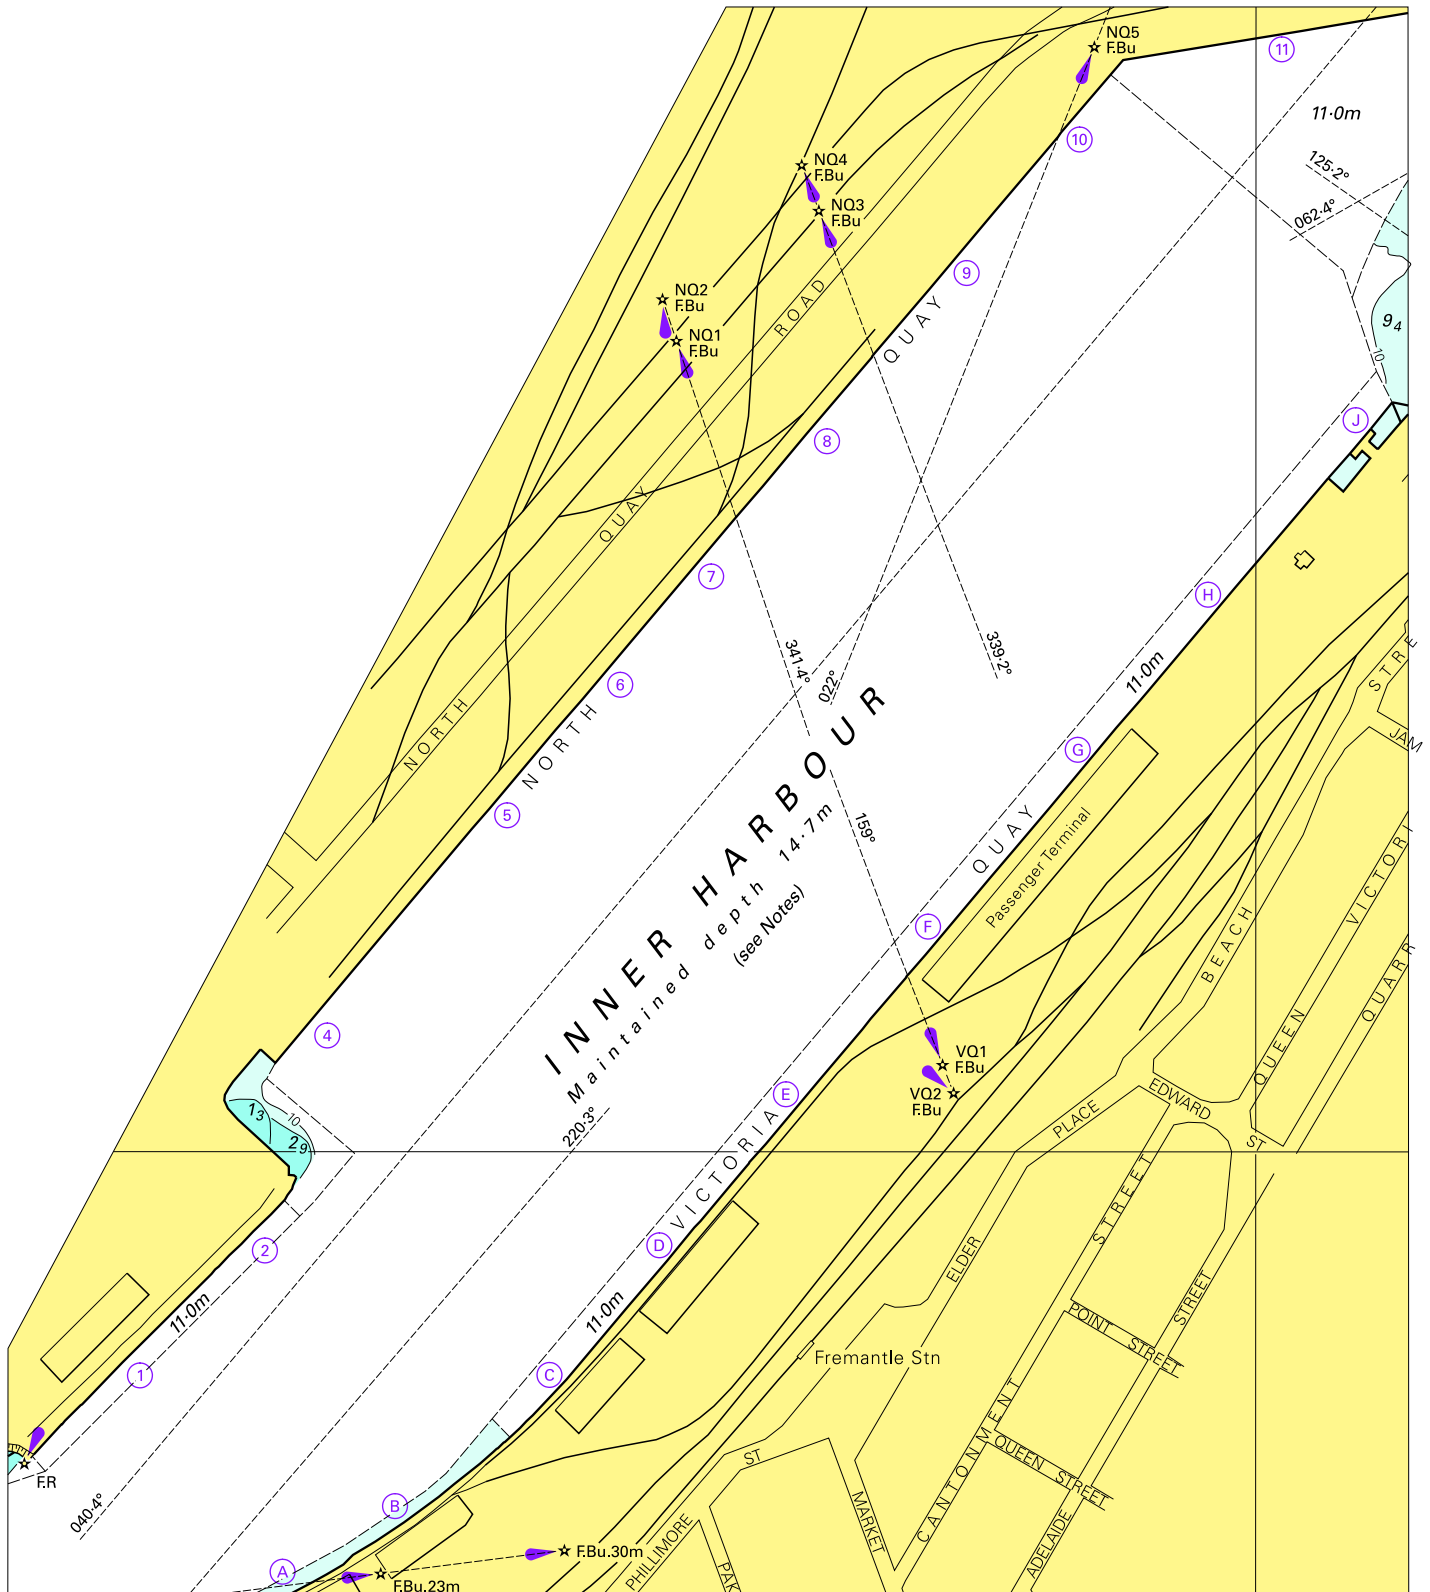 NQ5
F.Bu
11
11·0m
10
NQ4
F.Bu
125·2°
NQ3
F.Bu
062·4°
9
NQ2
F.Bu
ROAD
QUAY
9₄
NQ1
F.Bu
10
J
8
QUAY
7
H
341·4°
022°
339·2°
6
11·0m
STRE
NORTH
NORTH
JAM
G
INNER HARBOUR
Maintained depth 14·7m
(see Notes)
5
159°
QUAY
Passenger Terminal
VICTORI
F
BEACH
QUARR
QUEEN
4
VQ1
F.Bu
VQ2
F.Bu
E
EDWARD
ST
PLACE
1₃
10
2₉
220·3°
VICTORIA
STREET
D
2
ELDER
11·0m
11·0m
STREET
POINT STREET
Fremantle Stn
1
C
CANTONMENT
QUEEN STREET
ST
F.R
MARKET
040·4°
B
PHILLIMORE
ADELAIDE
F.Bu.30m
A
F.Bu.23m
PAK